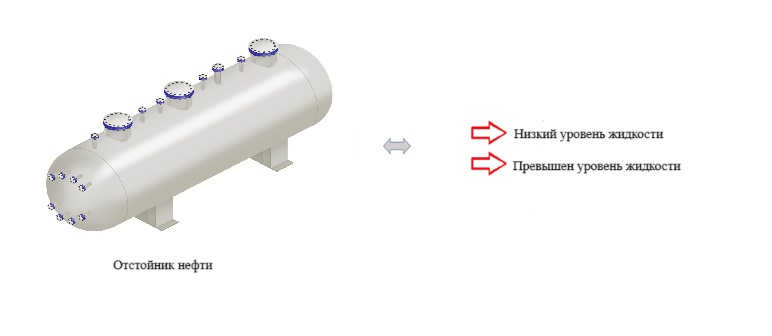 Низкий уровень жидкости
Превышен уровень жидкости
Отстойник нефти